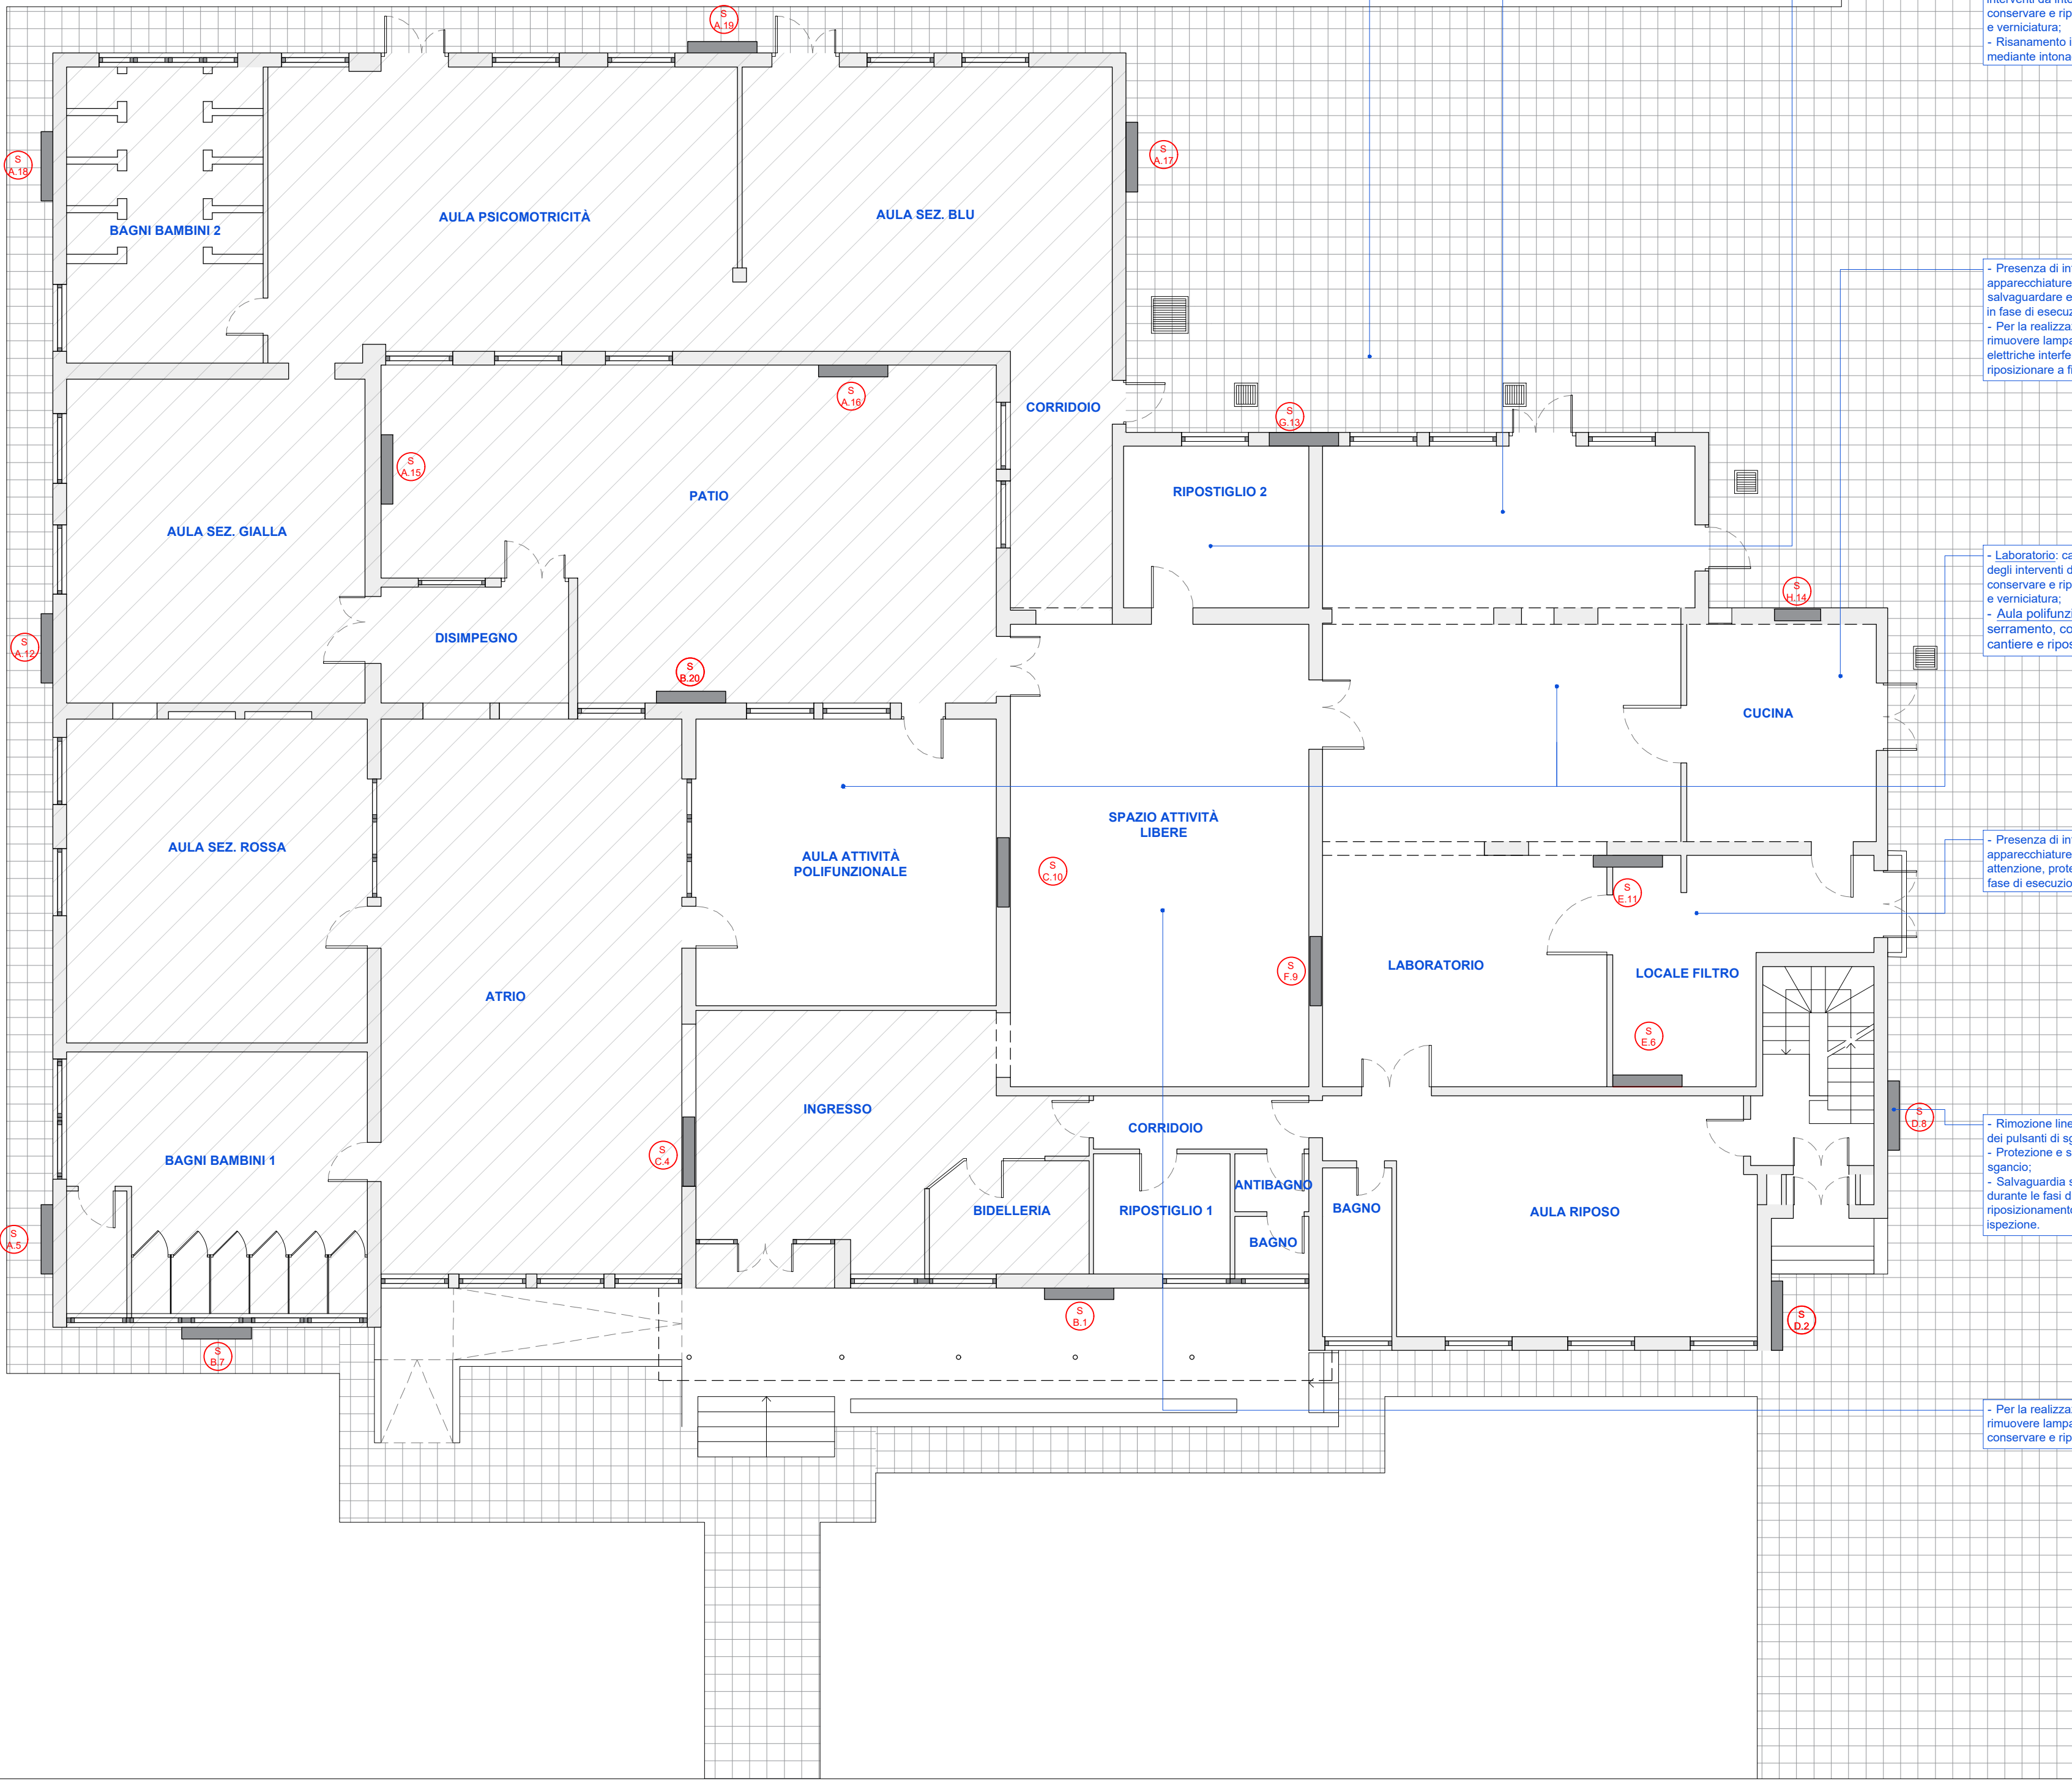 interventi da inte
conservare e rip
e verniciatura;
- Risanamento i
mediante intona
S
A.19
S
A.18
S
A.17
BAGNI BAMBINI 2
AULA PSICOMOTRICITÀ
AULA SEZ. BLU
- Presenza di in
apparecchiature
salvaguardare e
in fase di esecuz
- Per la realizza
rimuovere lampa
elettriche interfe
riposizionare a fi
S
A.16
CORRIDOIO
S
G.13
S
A.15
PATIO
RIPOSTIGLIO 2
AULA SEZ. GIALLA
- Laboratorio: ca
degli interventi d
conservare e rip
e verniciatura;
- Aula polifunzi
serramento, co
cantiere e ripos
S
H.14
S
A.12
DISIMPEGNO
S
B.20
CUCINA
AULA SEZ. ROSSA
AULA ATTIVITÀ
POLIFUNZIONALE
SPAZIO ATTIVITÀ
LIBERE
S
C.10
S
E.11
- Presenza di in
apparecchiature
attenzione, prote
fase di esecuzio
ATRIO
S
F.9
LABORATORIO
LOCALE FILTRO
S
E.6
INGRESSO
CORRIDOIO
S
D.8
- Rimozione line
dei pulsanti di sg
- Protezione e s
sgancio;
- Salvaguardia s
durante le fasi d
riposizionamento
ispezione.
BAGNI BAMBINI 1
S
C.4
BIDELLERIA
RIPOSTIGLIO 1
ANTIBAGNO
BAGNO
BAGNO
AULA RIPOSO
S
A.5
S
B.7
S
B.1
S
D.2
- Per la realizza
rimuovere lampa
conservare e rip